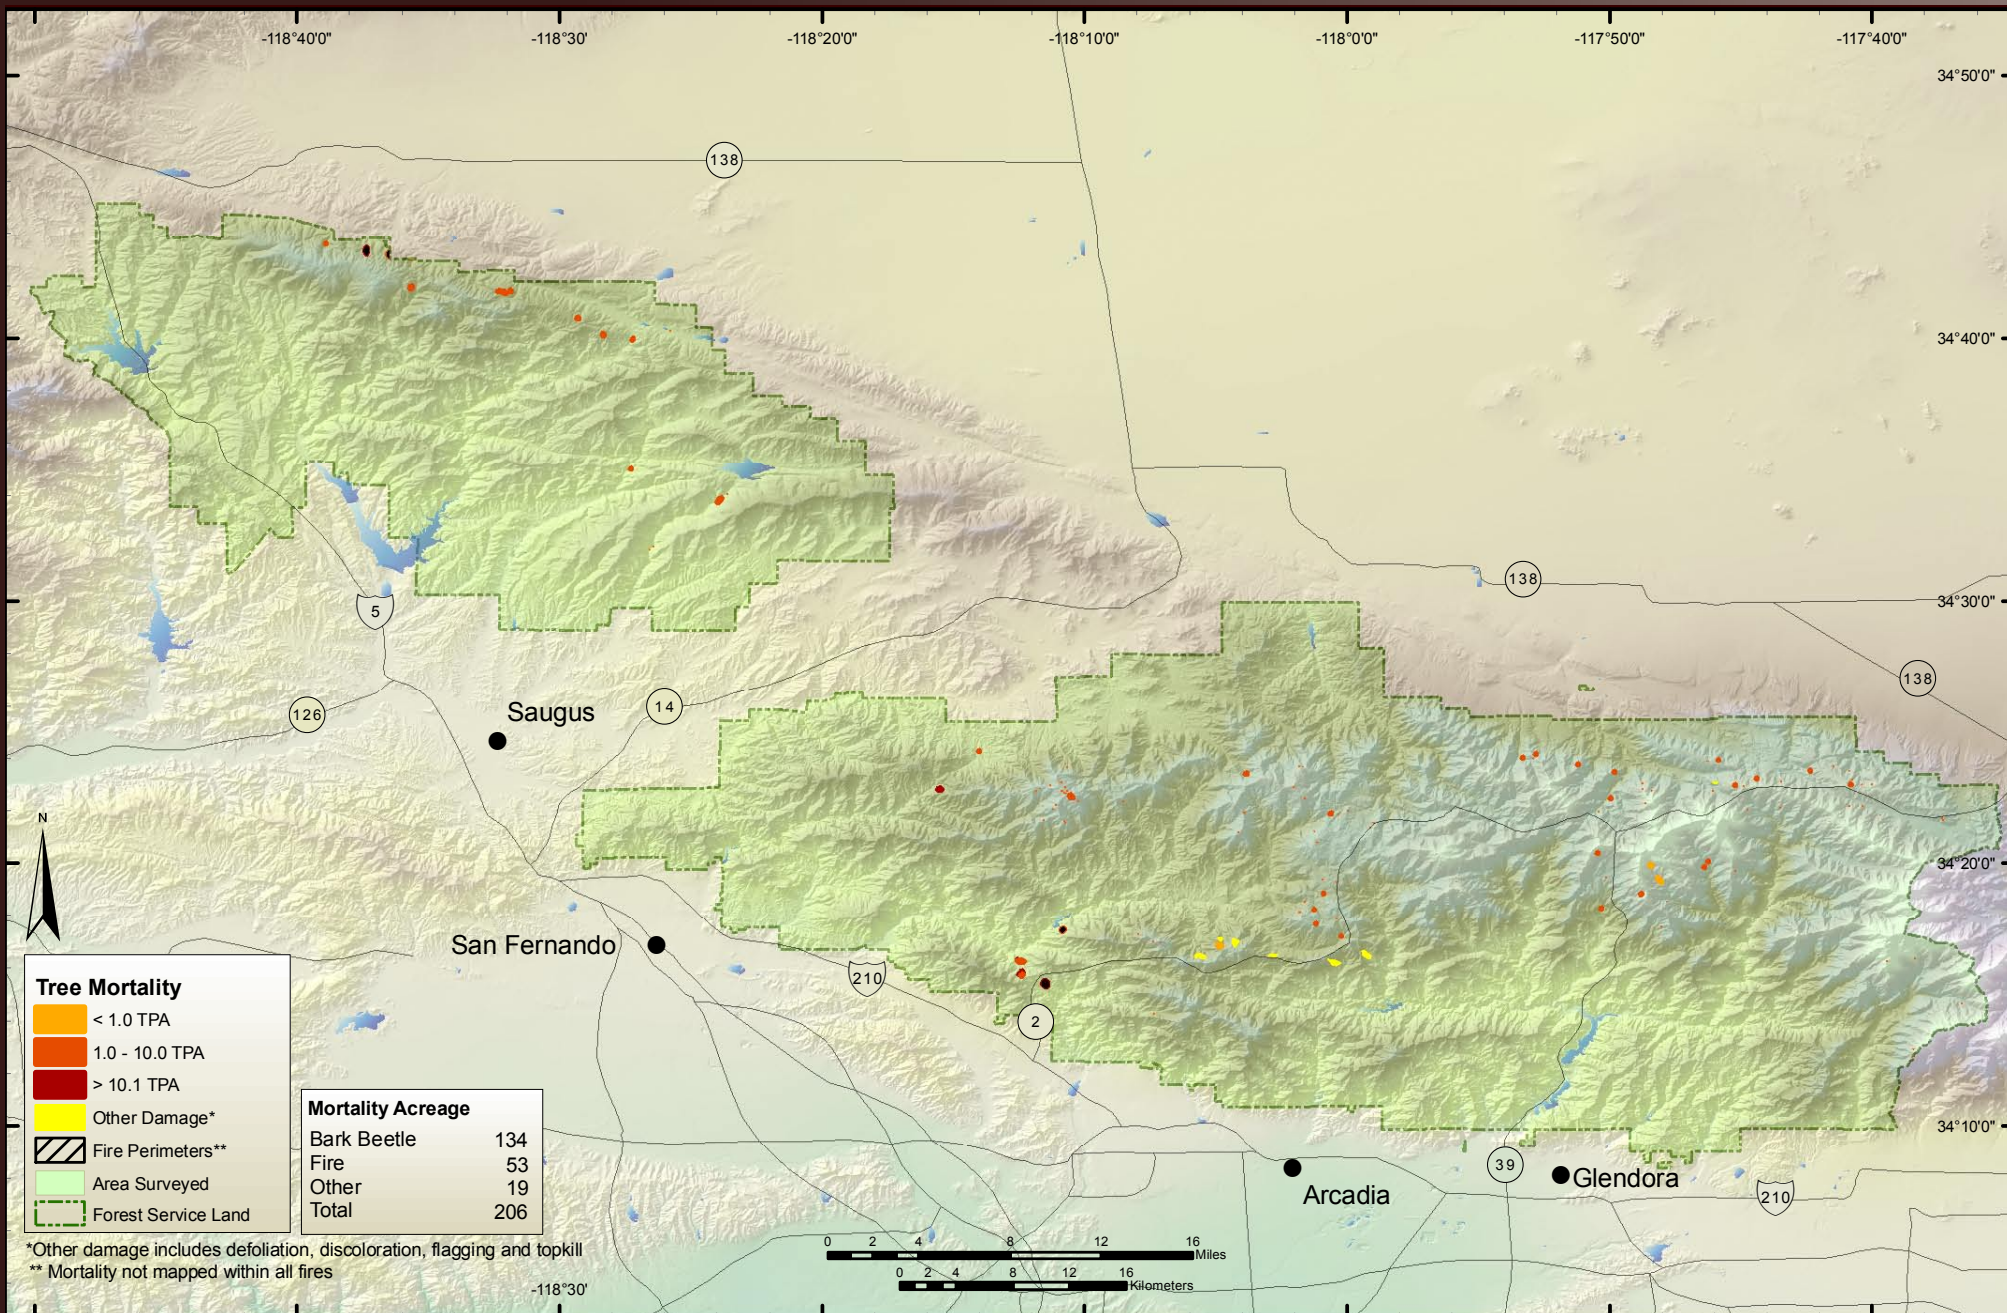 -118°40'0"
-118°30'
-118°20'0"
-118°10'0"
-118°0'0"
-117°50'0"
-117°40'0"
34°50'0"
138
34°40'0"
138
5
34°30'0"
138
126
Saugus
14
34°20'0"
N
San Fernando
210
2
Tree Mortality
< 1.0 TPA
1.0 - 10.0 TPA
> 10.1 TPA
Other Damage*
Fire Perimeters**
Area Surveyed
Forest Service Land
Mortality Acreage
Bark Beetle 134
Fire 53
Other 19
Total 206
34°10'0"
39
Glendora
Arcadia
210
*Other damage includes defoliation, discoloration, flagging and topkill
** Mortality not mapped within all fires
0 2 4 8 12 16
Miles
0 2 4 8 12 16
Kilometers
-118°30'